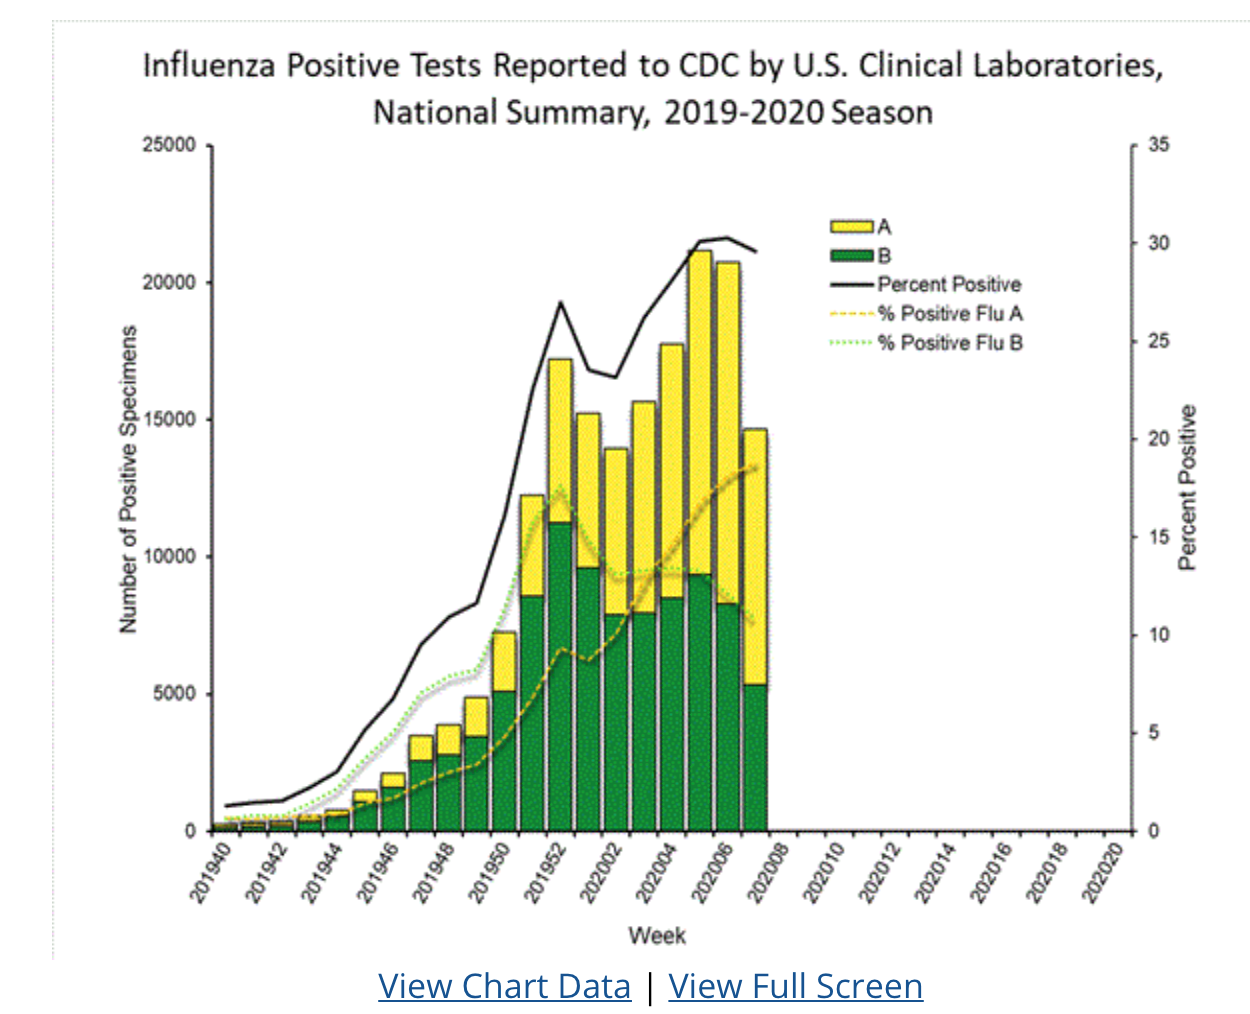 Influenza Positive Tests Reported to CDC by U.S. Clinical Laboratories,
National Summary, 2019-2020 Season
25000
20000
15000
10000
5000
0
Number of Positive Specimens
A
B
Percent Positive
% Positive Flu A
% Positive Flu B
35
30
25
20
15
10
5
0
Percent Positive
201940
201942
201944
201946
201948
201950
201952
202002
202004
202006
202008
202010
202012
202014
202016
202018
202020
Week
View Chart Data | View Full Screen